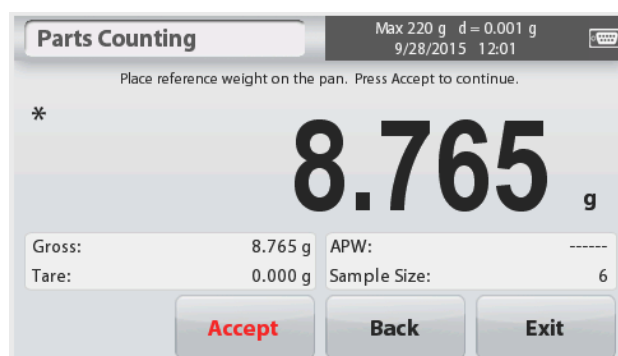 Parts Counting
Max 220 g d = 0.001 g
9/28/2015 12:01
Place reference weight on the pan. Press Accept to continue.
*
8.765 g
Gross: 8.765 g APW: ------
Tare: 0.000 g Sample Size: 6
Accept Back Exit